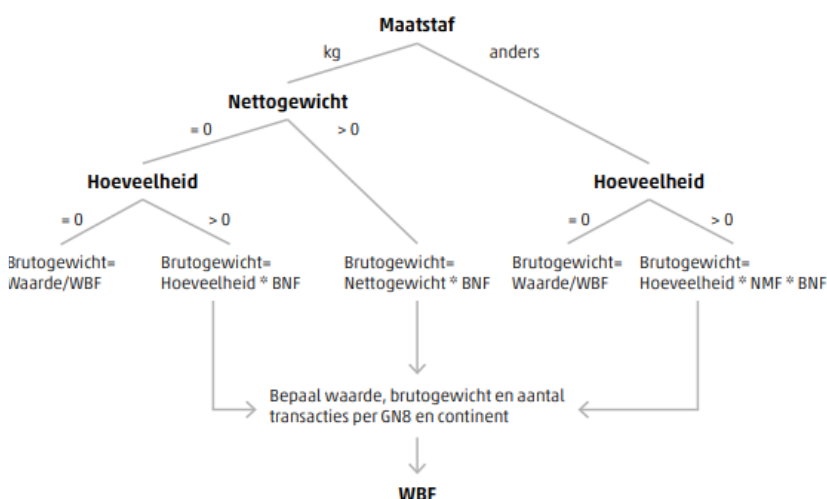 Maatstaf
kg
anders
Nettogewicht
= 0
> 0
Hoeveelheid
Hoeveelheid
= 0
> 0
= 0
> 0
Brutogewicht=
Waarde/WBF
Brutogewicht=
Hoeveelheid * BNF
Brutogewicht=
Nettogewicht * BNF
Brutogewicht=
Waarde/WBF
Brutogewicht=
Hoeveelheid * NMF * BNF
Bepaal waarde, brutogewicht en aantal
transacties per GN8 en continent
WBF